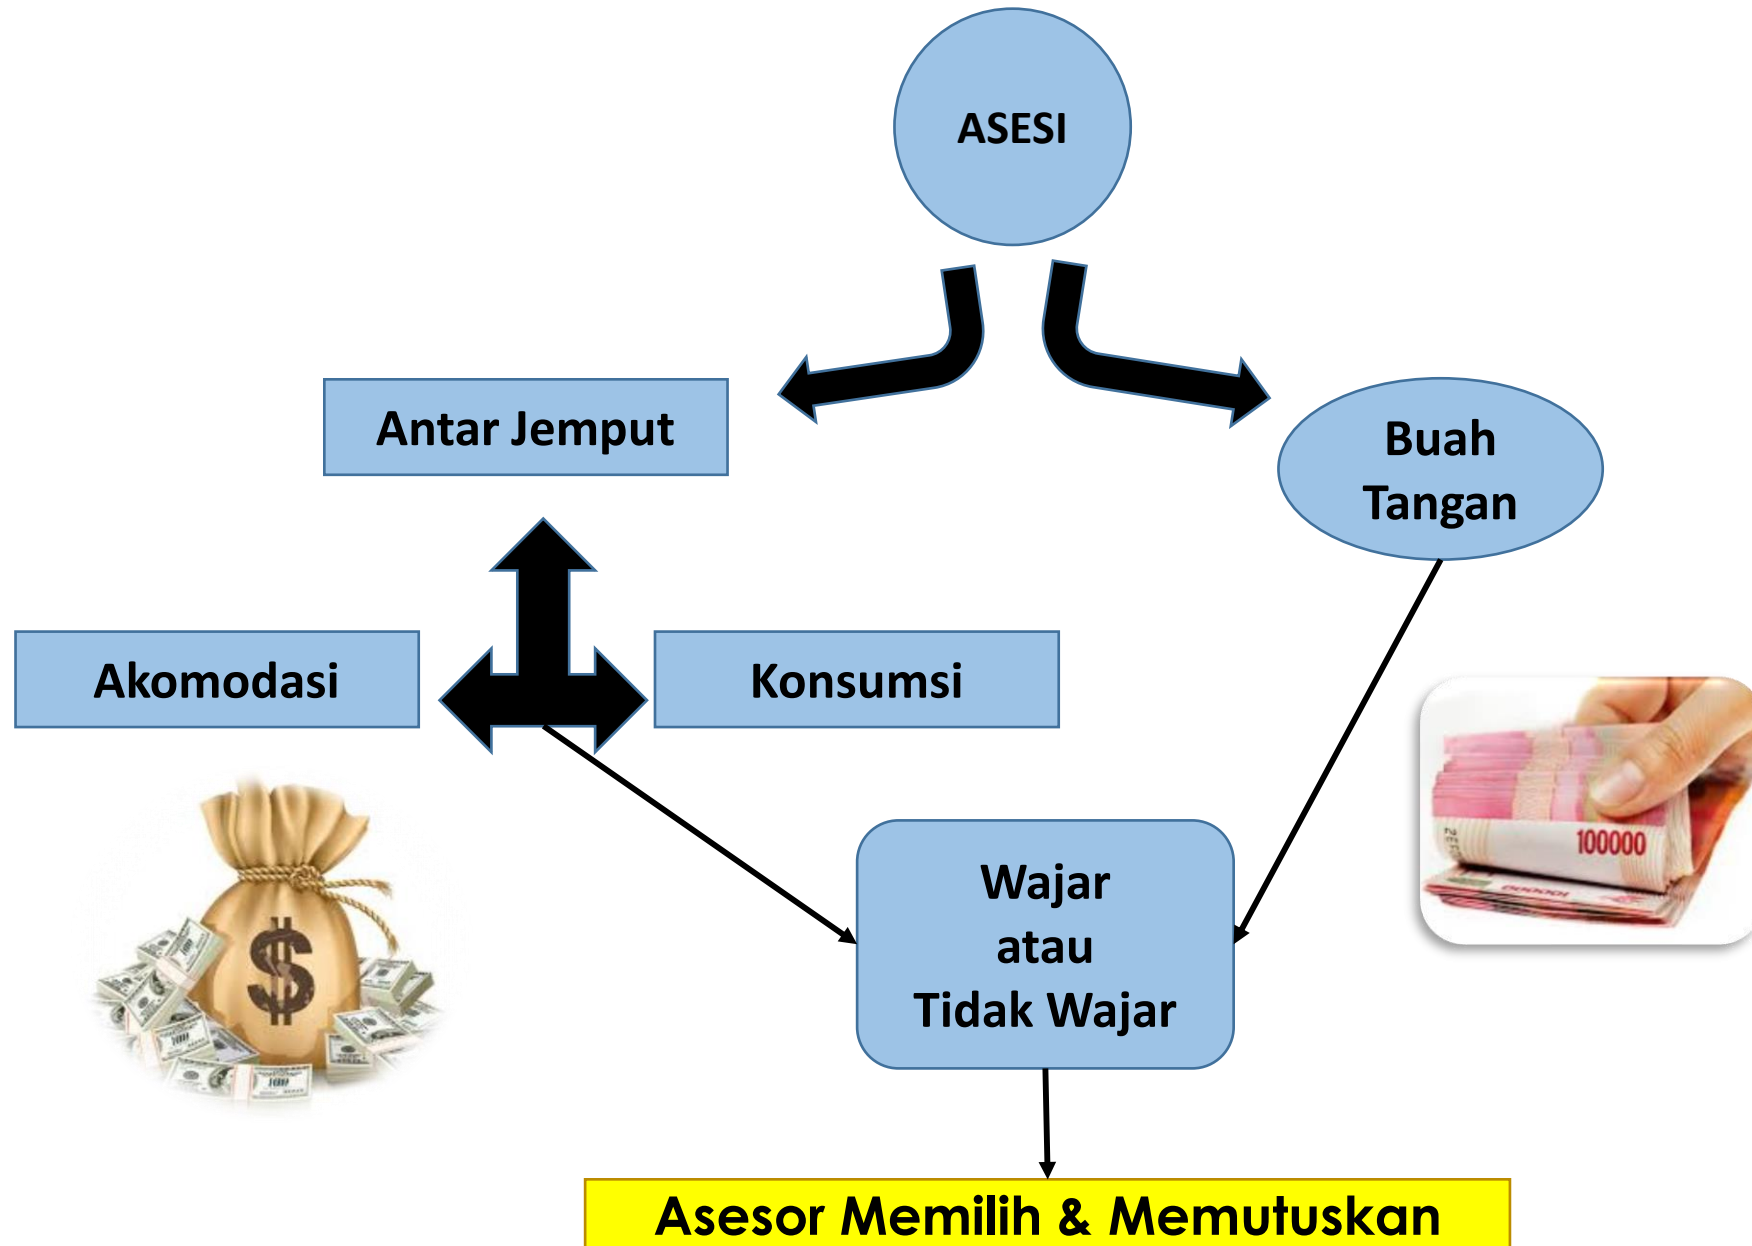 ASESI
Antar Jemput
Buah
Tangan
Akomodasi
Konsumsi
$
100000
Wajar
atau
Tidak Wajar
Asesor Memilih & Memutuskan